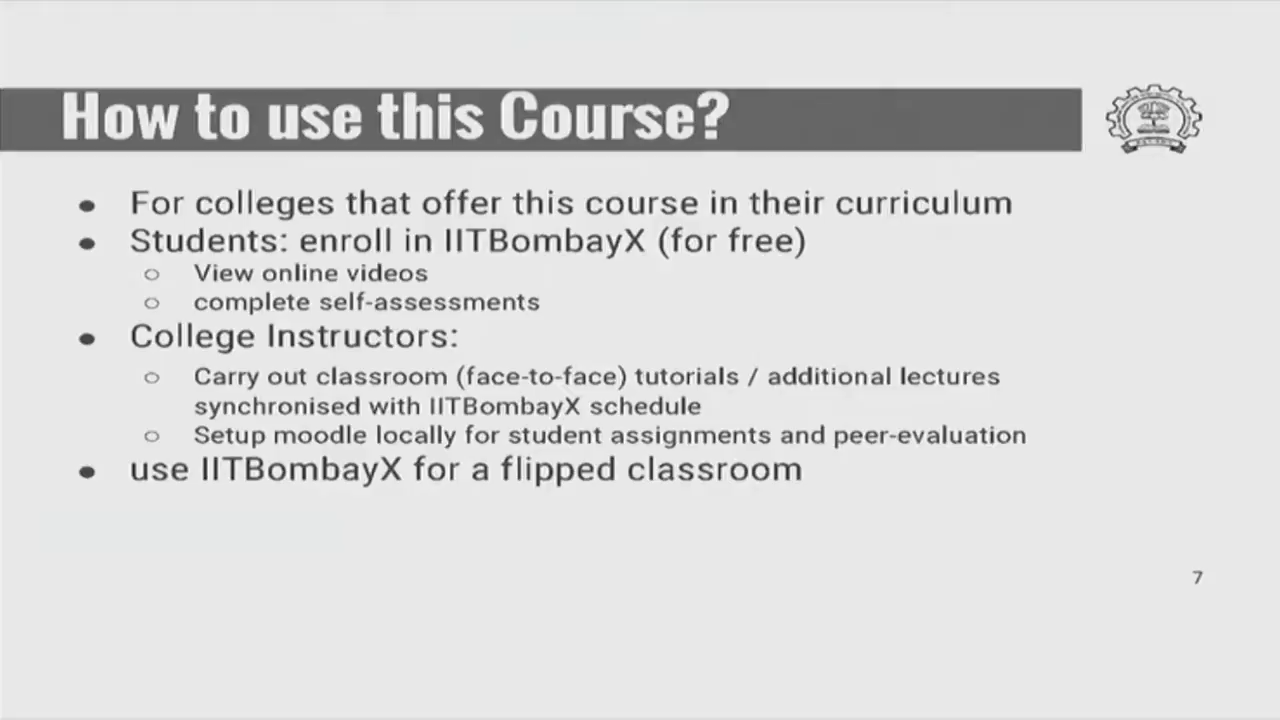 How to use this Course?
● For colleges that offer this course in their curriculum
● Students: enroll in IITBombayX (for free)
○ View online videos
○ complete self-assessments
● College Instructors:
○ Carry out classroom (face-to-face) tutorials / additional lectures
synchronised with IITBombayX schedule
○ Setup moodle locally for student assignments and peer-evaluation
● use IITBombayX for a flipped classroom
7